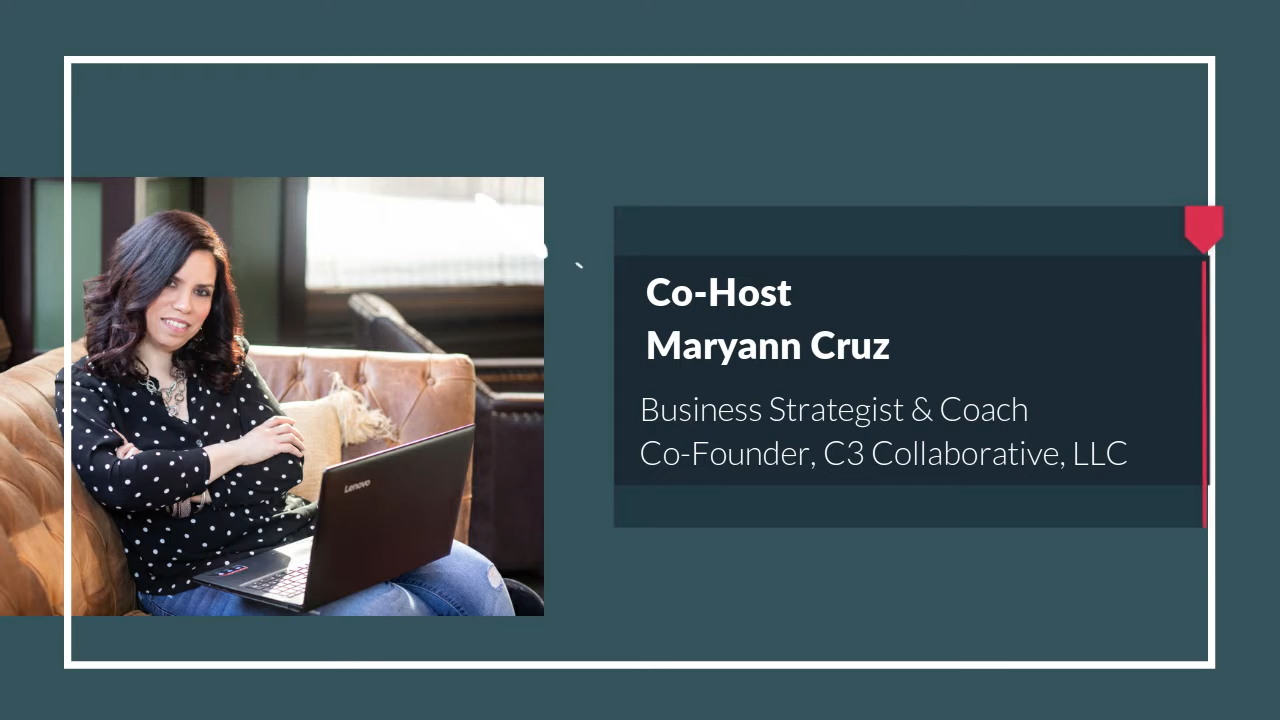 Co-Host
Maryann Cruz
Business Strategist & Coach
Co-Founder, C3 Collaborative, LLC
Lenovo